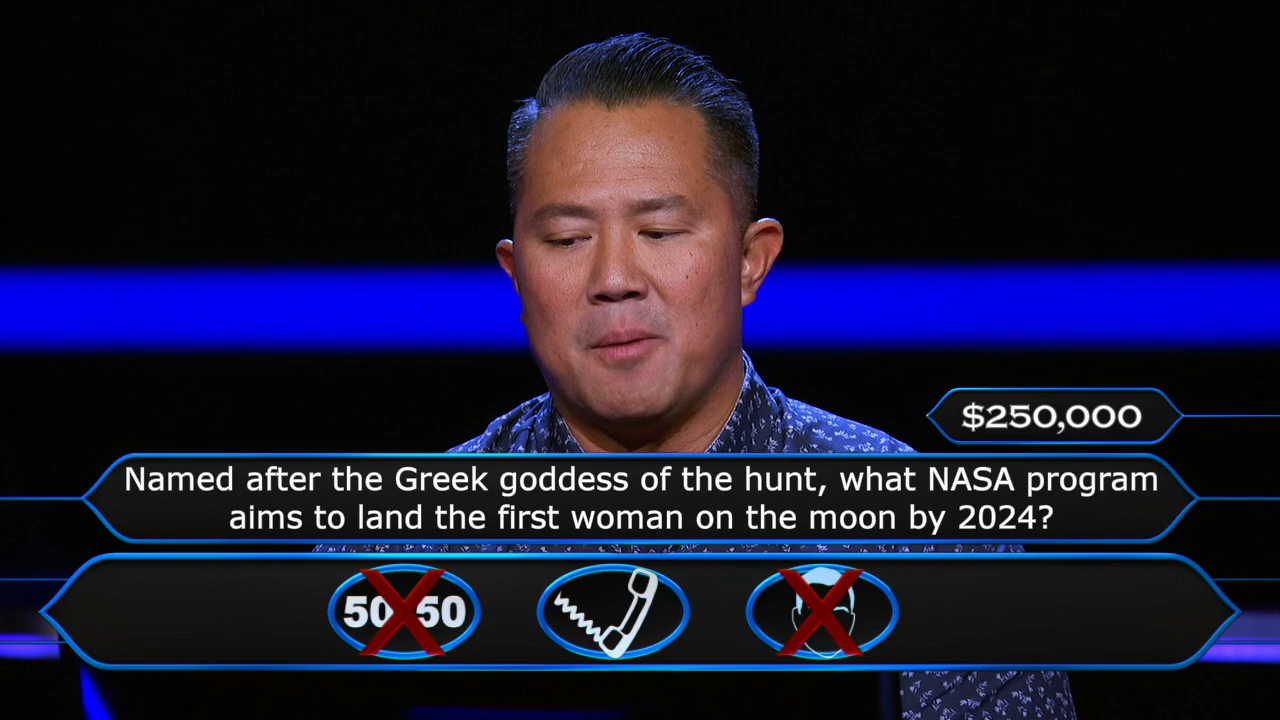 $250,000
Named after the Greek goddess of the hunt, what NASA program
aims to land the first woman on the moon by 2024?
50 50